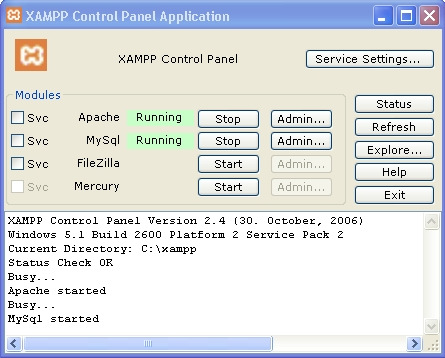 XAMPP Control Panel Application
XAMPP Control Panel
Service Settings...
Modules
Svc Apache Running Stop Admin...
Svc MySql Running Stop Admin...
Svc FileZilla Start Admin...
Svc Mercury Start Admin...
Status
Refresh
Explore...
Help
Exit
XAMPP Control Panel Version 2.4 (30. October, 2006)
Windows 5.1 Build 2600 Platform 2 Service Pack 2
Current Directory: C:\xampp
Status Check OK
Busy...
Apache started
Busy...
MySql started